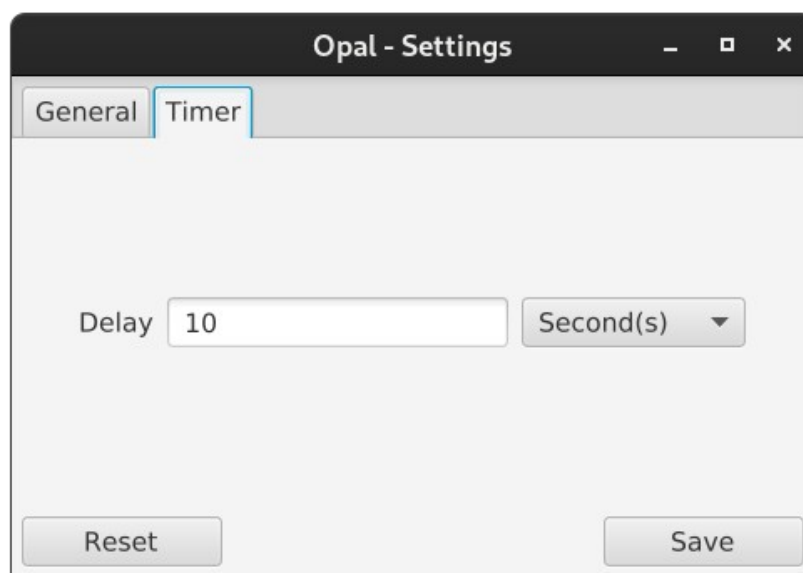 Opal - Settings
General Timer
Delay 10 Second(s)
Reset Save